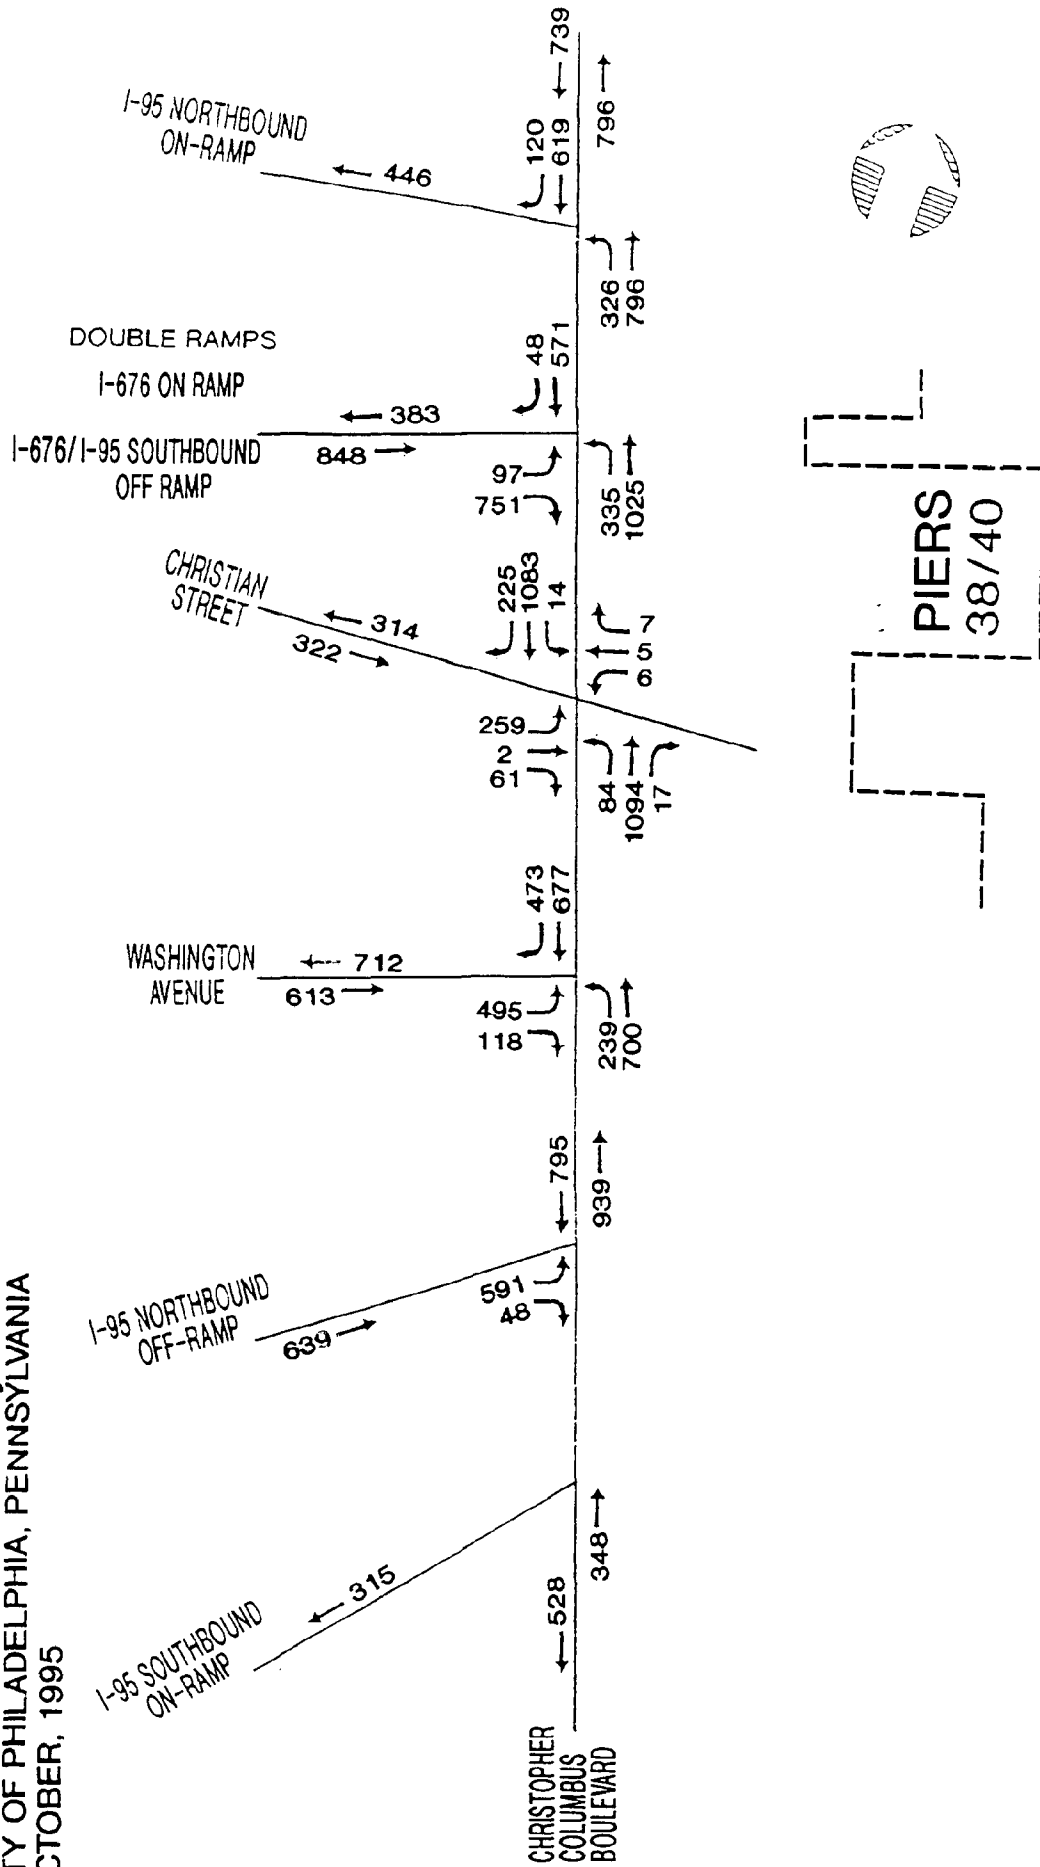 TY OF PHILADELPHIA, PENNSYLVANIA
CTOBER, 1995
I-95 NORTHBOUND
ON-RAMP
446
120
619
739
796
326
796
DOUBLE RAMPS
I-676 ON RAMP
383
I-676/I-95 SOUTHBOUND
OFF RAMP
848
48
571
97
751
335
1025
CHRISTIAN
STREET
314
322
225
1083
14
7
5
6
259
2
61
84
1094
17
PIERS
38/40
WASHINGTON
AVENUE
712
613
473
677
495
118
239
700
795
939
I-95 NORTHBOUND
OFF-RAMP
639
591
48
I-95 SOUTHBOUND
ON-RAMP
315
528
348
CHRISTOPHER
COLUMBUS
BOULEVARD